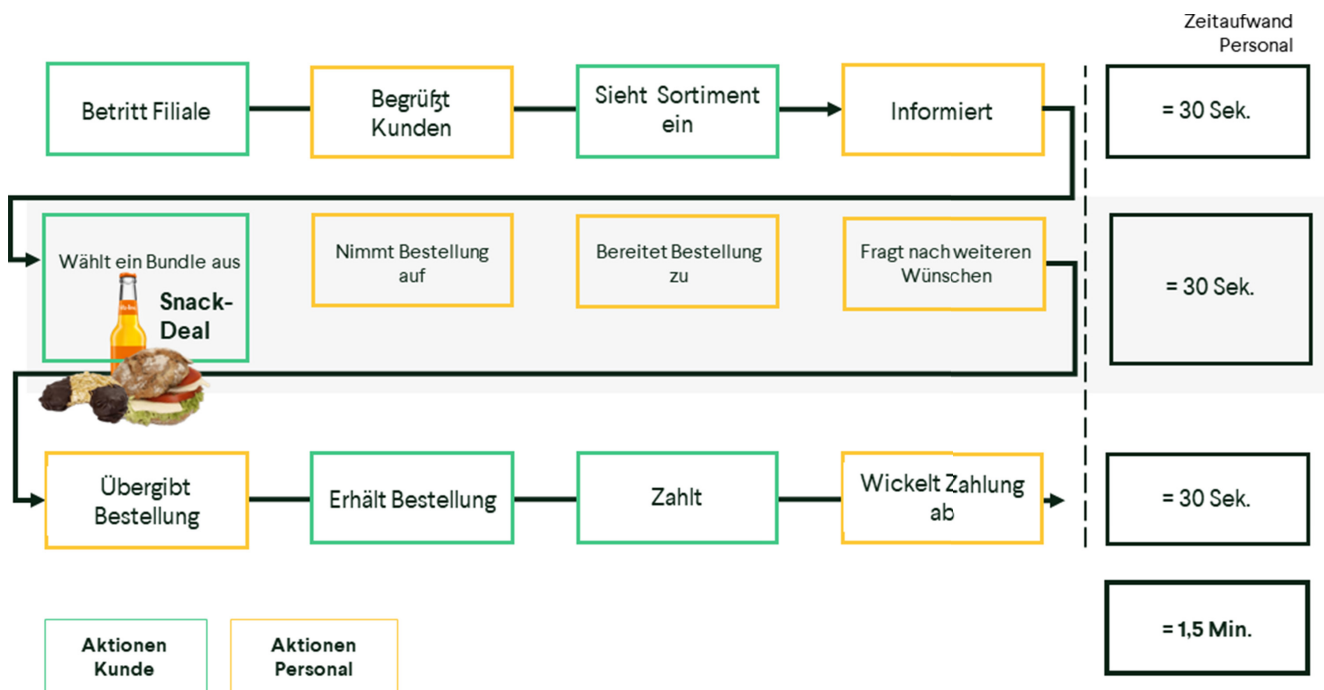 Zeitaufwand
Personal
Betritt Filiale
Begrüßt
Kunden
Sieht Sortiment
ein
Informiert
= 30 Sek.
Wählt ein Bundle aus
Snack-
Deal
Nimmt Bestellung
auf
Bereitet Bestellung
zu
Fragt nach weiteren
Wünschen
= 30 Sek.
Übergibt
Bestellung
Erhält Bestellung
Zahlt
Wickelt Zahlung
ab
= 30 Sek.
= 1,5 Min.
Aktionen
Kunde
Aktionen
Personal